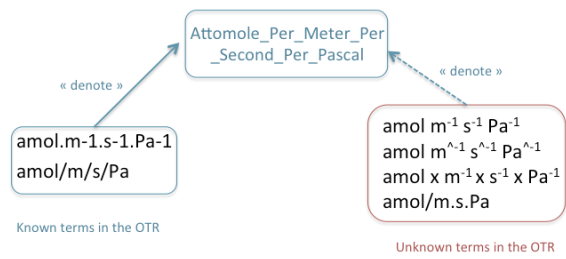 Attomole_Per_Meter_Per
_Second_Per_Pascal
« denote »
« denote »
amol.m-1.s-1.Pa-1
amol/m/s/Pa
amol m⁻¹ s⁻¹ Pa⁻¹
amol m^⁻¹ s^⁻¹ Pa^⁻¹
amol x m⁻¹ x s⁻¹ x Pa⁻¹
amol/m.s.Pa
Known terms in the OTR
Unknown terms in the OTR